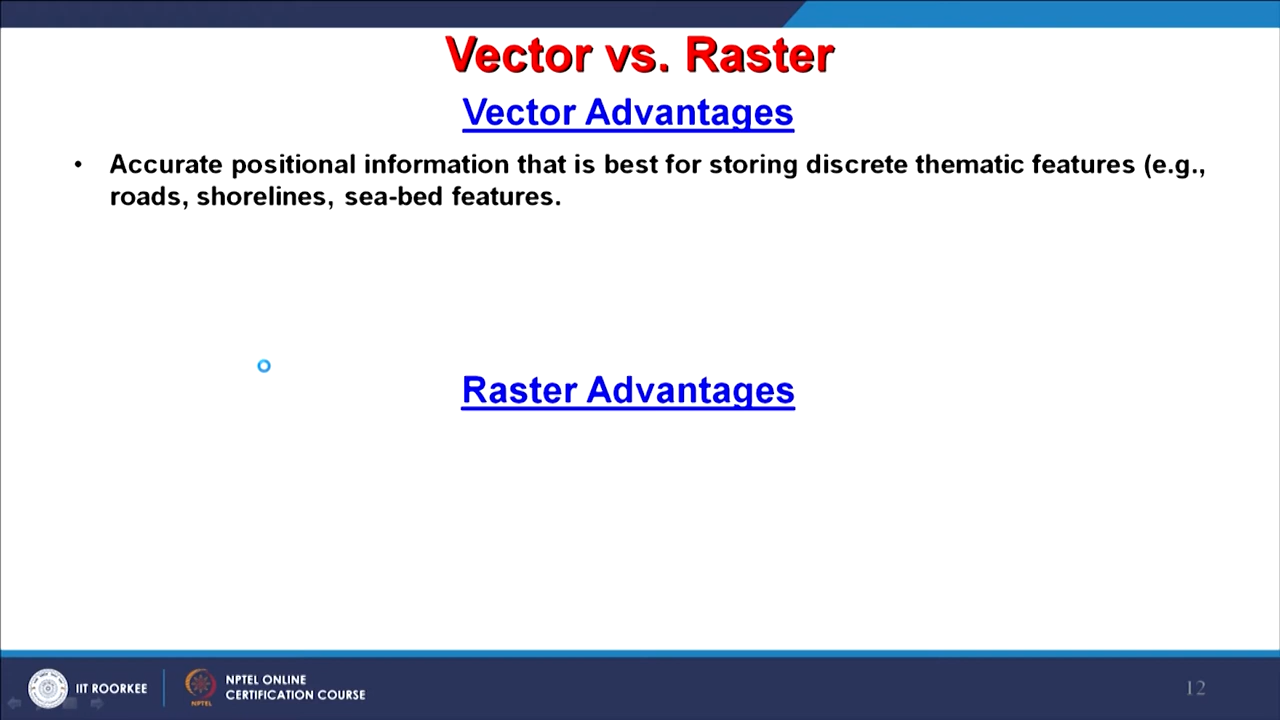 Vector vs. Raster
Vector Advantages
• Accurate positional information that is best for storing discrete thematic features (e.g.,
roads, shorelines, sea-bed features.
Raster Advantages
IIT ROORKEE
NPTEL
NPTEL ONLINE
CERTIFICATION COURSE
12